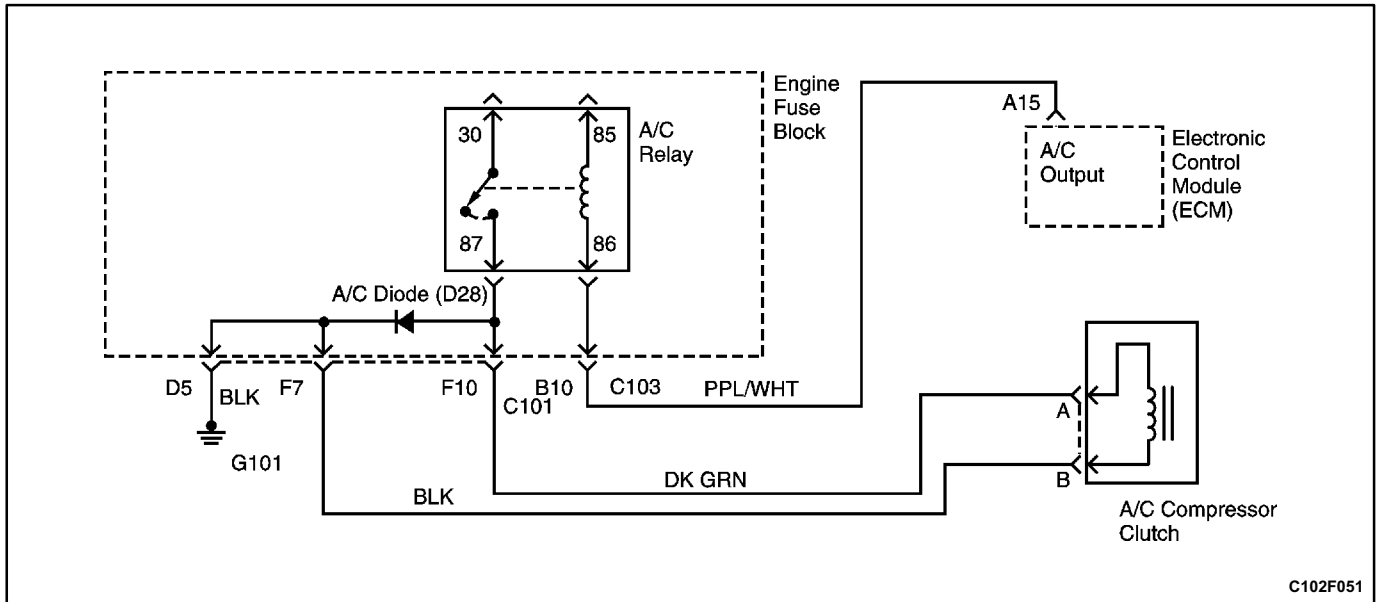 Engine
Fuse
Block
30
85
A/C
Relay
87
86
A/C Diode (D28)
A15
A/C
Output
Electronic
Control
Module
(ECM)
D5
BLK
F7
F10
C101
B10
C103
PPL/WHT
G101
BLK
DK GRN
A
B
A/C Compressor
Clutch
C102F051